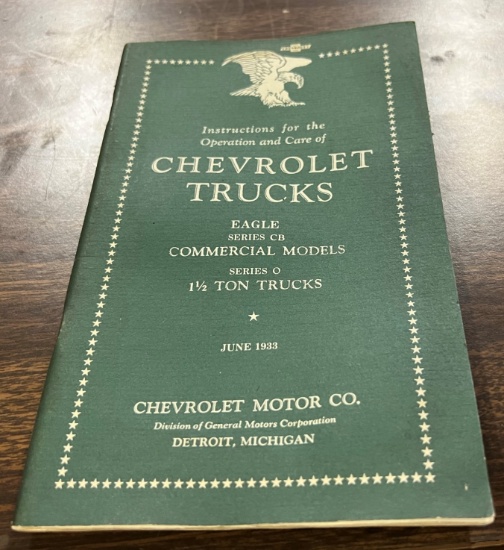 Instructions for the
Operation and Care of
CHEVROLET
TRUCKS
EAGLE
SERIES CB
COMMERCIAL MODELS
SERIES O
1½ TON TRUCKS
JUNE 1933
CHEVROLET MOTOR CO.
Division of General Motors Corporation
DETROIT, MICHIGAN